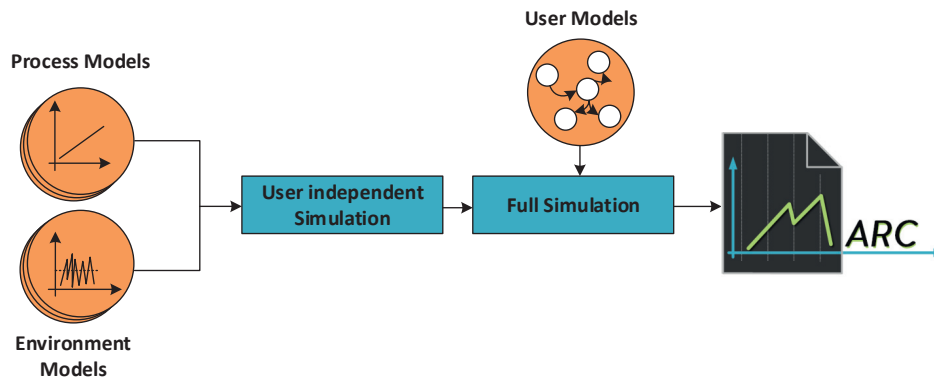 User Models
Process Models
User independent
Simulation
Full Simulation
ARC
Environment
Models